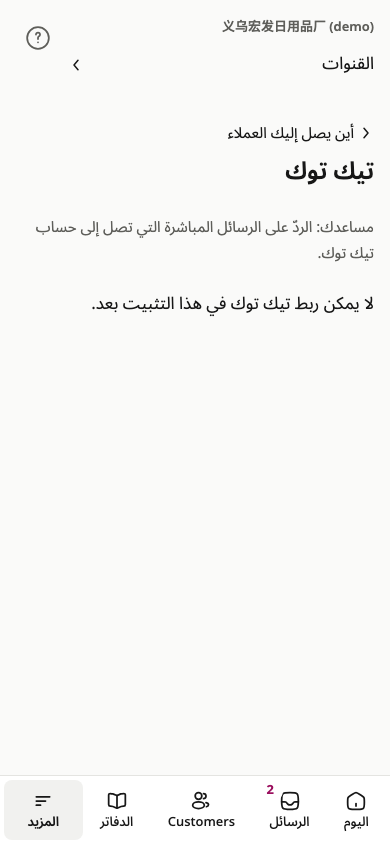 义乌宏发日用品厂 (demo)
القنوات
أين يصل إليك العملاء
تيك توك
مساعدك: الردّ على الرسائل المباشرة التي تصل إلى حساب
تيك توك.
لا يمكن ربط تيك توك في هذا التثبيت بعد.
اليوم
2
الرسائل
Customers
الدفاتر
المزيد